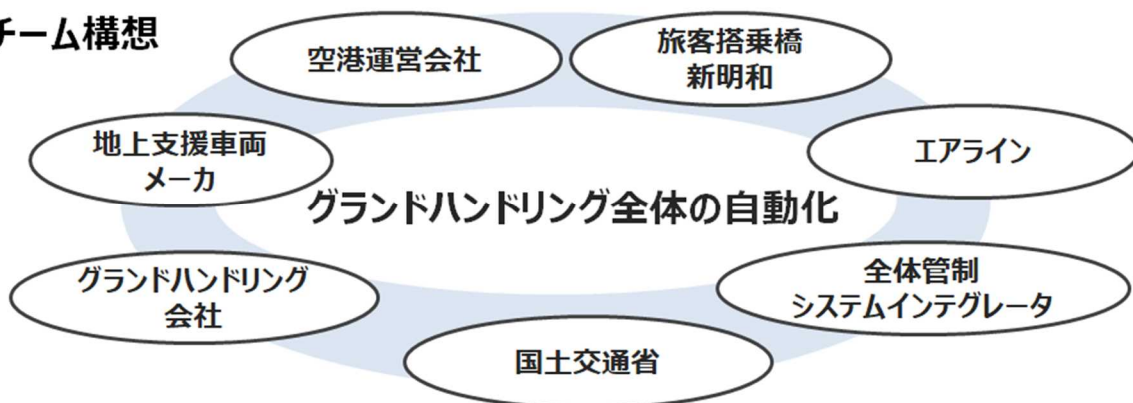 チーム構想
空港運営会社
旅客搭乗橋
新明和
地上支援車両
メーカ
エアライン
グランドハンドリング全体の自動化
グランドハンドリング
会社
全体管制
システムインテグレータ
国土交通省